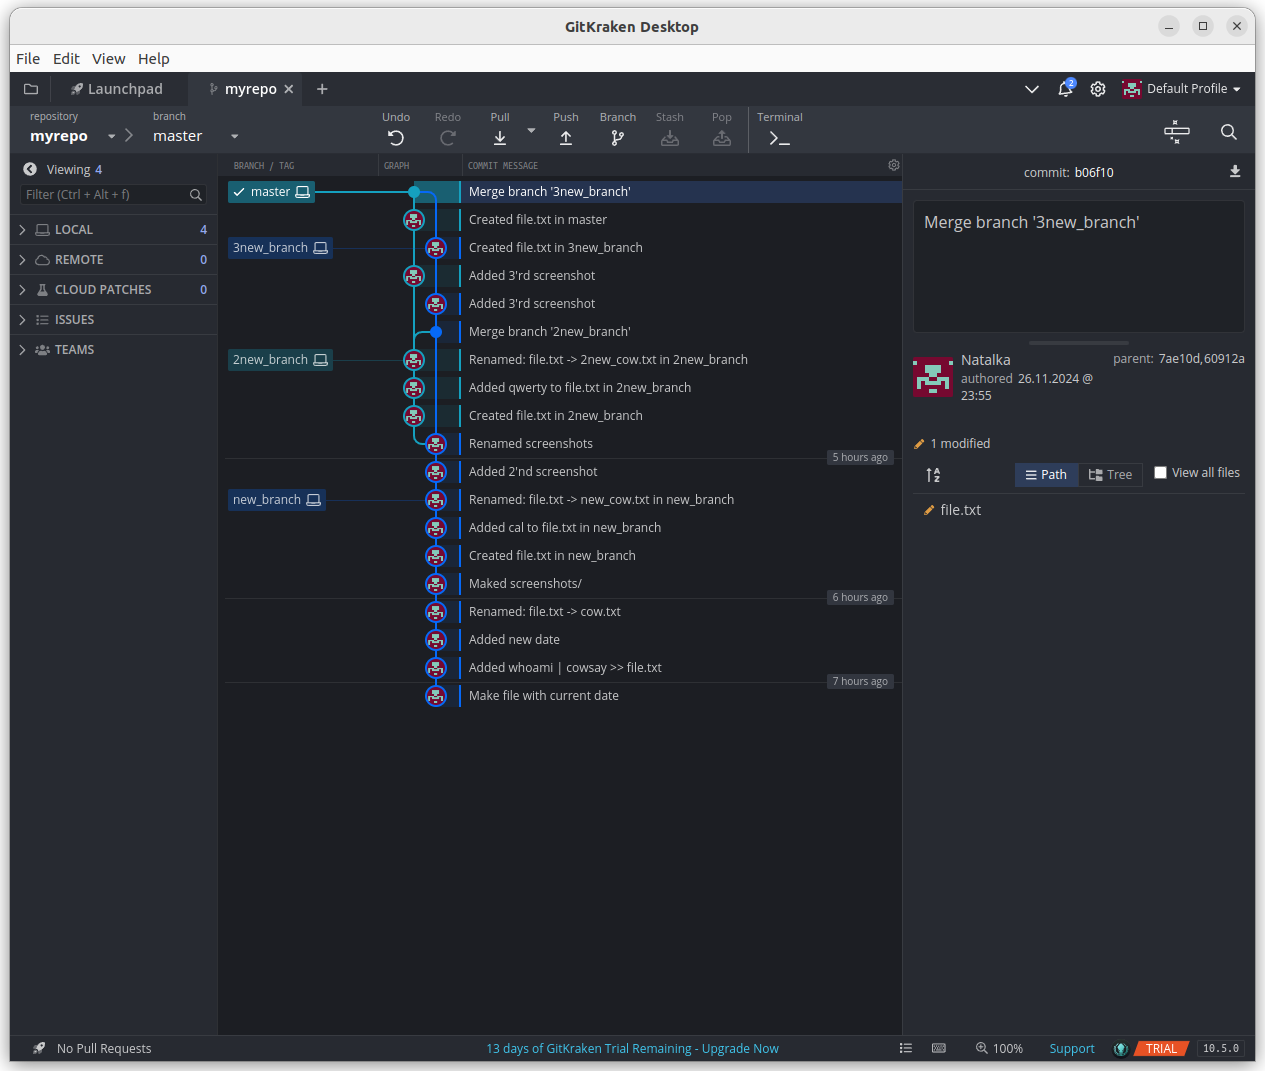 GitKraken Desktop
File Edit View Help
Launchpad
myrepo
2
Default Profile
repository
myrepo
branch
master
Undo
Redo
Pull
Push
Branch
Stash
Pop
Terminal
Viewing 4
Filter (Ctrl + Alt + f)
LOCAL 4
REMOTE 0
CLOUD PATCHES 0
ISSUES
TEAMS
BRANCH / TAG GRAPH COMMIT MESSAGE
master Merge branch '3new_branch'
Created file.txt in master
3new_branch Created file.txt in 3new_branch
Added 3'rd screenshot
Added 3'rd screenshot
Merge branch '2new_branch'
2new_branch Renamed: file.txt -> 2new_cow.txt in 2new_branch
Added qwerty to file.txt in 2new_branch
Created file.txt in 2new_branch
Renamed screenshots
5 hours ago
Added 2'nd screenshot
new_branch Renamed: file.txt -> new_cow.txt in new_branch
Added cal to file.txt in new_branch
Created file.txt in new_branch
Maked screenshots/
6 hours ago
Renamed: file.txt -> cow.txt
Added new date
Added whoami | cowsay >> file.txt
7 hours ago
Make file with current date
commit: b06f10
Merge branch '3new_branch'
Natalka
authored 26.11.2024 @
23:55
parent: 7ae10d,60912a
1 modified
Path
Tree
View all files
file.txt
No Pull Requests
13 days of GitKraken Trial Remaining - Upgrade Now
100%
Support
TRIAL
10.5.0